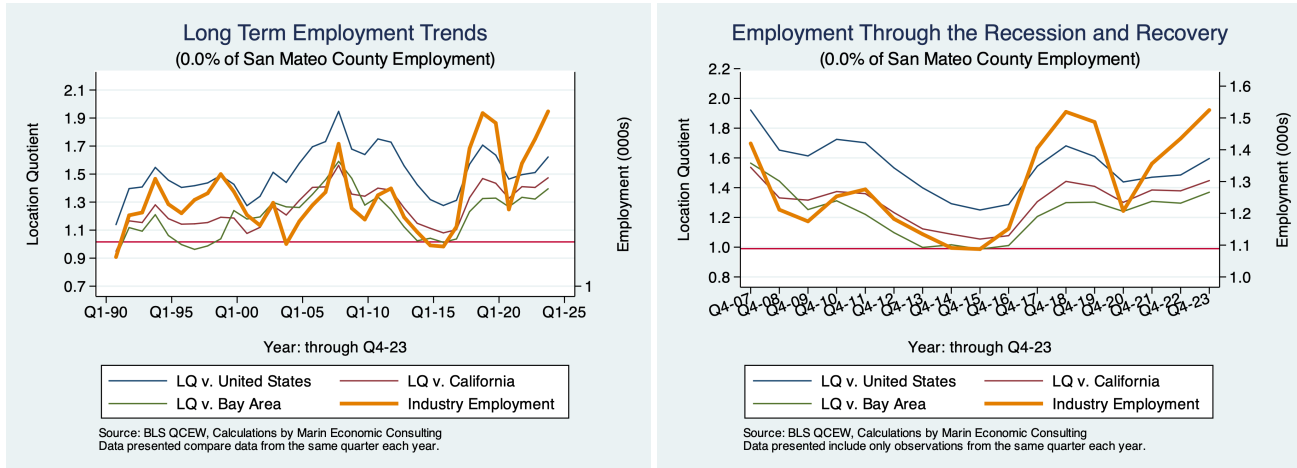 Long Term Employment Trends
(0.0% of San Mateo County Employment)
Location Quotient
2.1
1.9
1.7
1.5
1.3
1.1
0.9
0.7
Employment (000s)
1
Q1-90 Q1-95 Q1-00 Q1-05 Q1-10 Q1-15 Q1-20 Q1-25
Year: through Q4-23
LQ v. United States LQ v. California
LQ v. Bay Area Industry Employment
Source: BLS QCEW, Calculations by Marin Economic Consulting
Data presented compare data from the same quarter each year.
Employment Through the Recession and Recovery
(0.0% of San Mateo County Employment)
Location Quotient
2.2
2.0
1.8
1.6
1.4
1.2
1.0
0.8
Employment (000s)
1.6
1.5
1.4
1.3
1.2
1.1
1.0
Q4-07 Q4-08 Q4-09 Q4-10 Q4-11 Q4-12 Q4-13 Q4-14 Q4-15 Q4-16 Q4-17 Q4-18 Q4-19 Q4-20 Q4-21 Q4-22 Q4-23
Year: through Q4-23
LQ v. United States LQ v. California
LQ v. Bay Area Industry Employment
Source: BLS QCEW, Calculations by Marin Economic Consulting
Data presented include only observations from the same quarter each year.